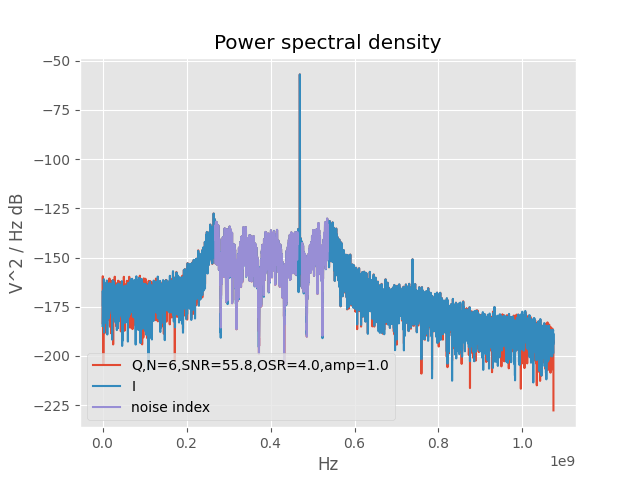 Power spectral density
−50
−75
−100
−125
−150
−175
−200
−225
V^2 / Hz dB
Q,N=6,SNR=55.8,OSR=4.0,amp=1.0
I
noise index
0.0 0.2 0.4 0.6 0.8 1.0
1e9
Hz